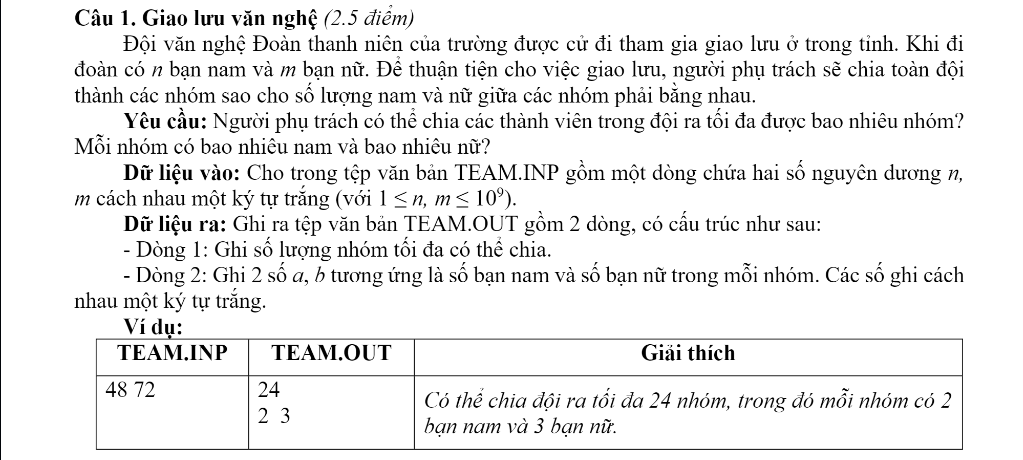 Câu 1. Giao lưu văn nghệ (2.5 điểm)
Đội văn nghệ Đoàn thanh niên của trường được cử đi tham gia giao lưu ở trong tỉnh. Khi đi
đoàn có n bạn nam và m bạn nữ. Để thuận tiện cho việc giao lưu, người phụ trách sẽ chia toàn đội
thành các nhóm sao cho số lượng nam và nữ giữa các nhóm phải bằng nhau.
Yêu cầu: Người phụ trách có thể chia các thành viên trong đội ra tối đa được bao nhiêu nhóm?
Mỗi nhóm có bao nhiêu nam và bao nhiêu nữ?
Dữ liệu vào: Cho trong tệp văn bản TEAM.INP gồm một dòng chứa hai số nguyên dương n,
m cách nhau một ký tự trắng (với 1 ≤ n, m ≤ 10⁹).
Dữ liệu ra: Ghi ra tệp văn bản TEAM.OUT gồm 2 dòng, có cấu trúc như sau:
- Dòng 1: Ghi số lượng nhóm tối đa có thể chia.
- Dòng 2: Ghi 2 số a, b tương ứng là số bạn nam và số bạn nữ trong mỗi nhóm. Các số ghi cách
nhau một ký tự trắng.
Ví dụ:
TEAM.INP TEAM.OUT Giải thích
48 72
24
2 3
Có thể chia đội ra tối đa 24 nhóm, trong đó mỗi nhóm có 2
bạn nam và 3 bạn nữ.